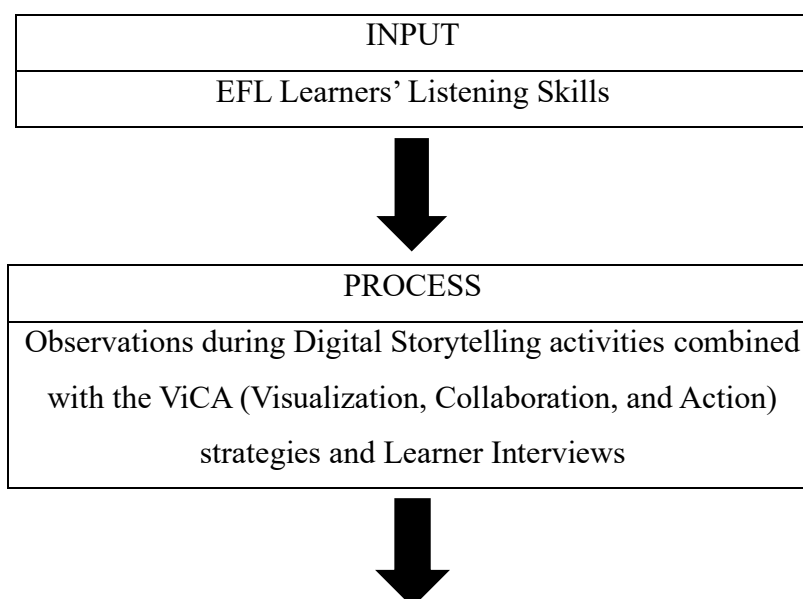 INPUT
EFL Learners’ Listening Skills
PROCESS
Observations during Digital Storytelling activities combined
with the ViCA (Visualization, Collaboration, and Action)
strategies and Learner Interviews